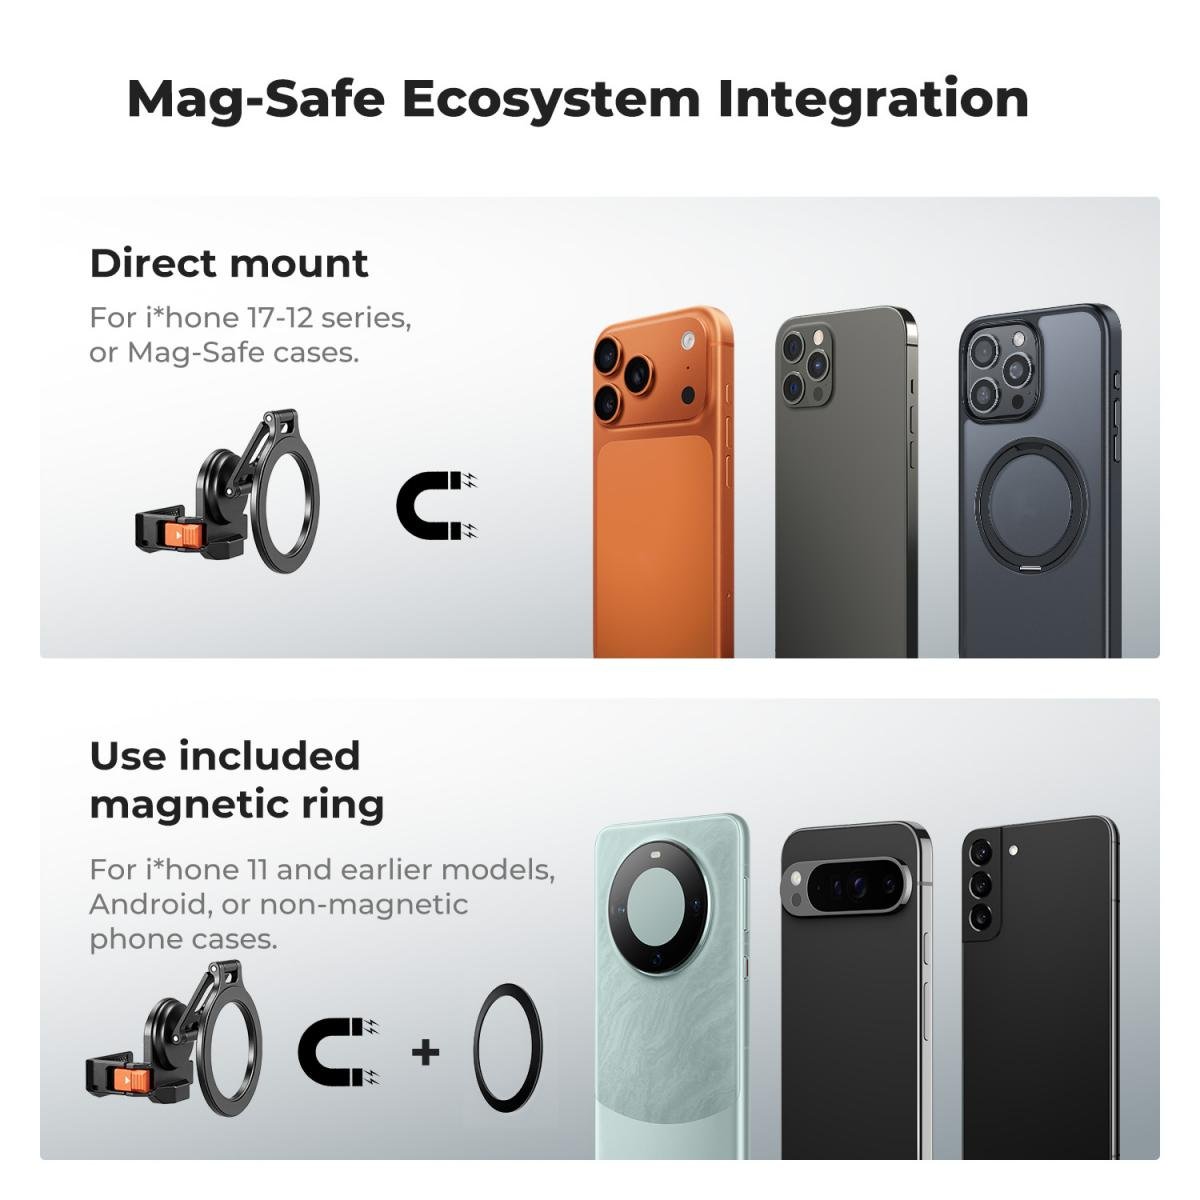 Mag-Safe Ecosystem Integration
Direct mount
For i*hone 17-12 series,
or Mag-Safe cases.
Use included
magnetic ring
For i*hone 11 and earlier models,
Android, or non-magnetic
phone cases.
+